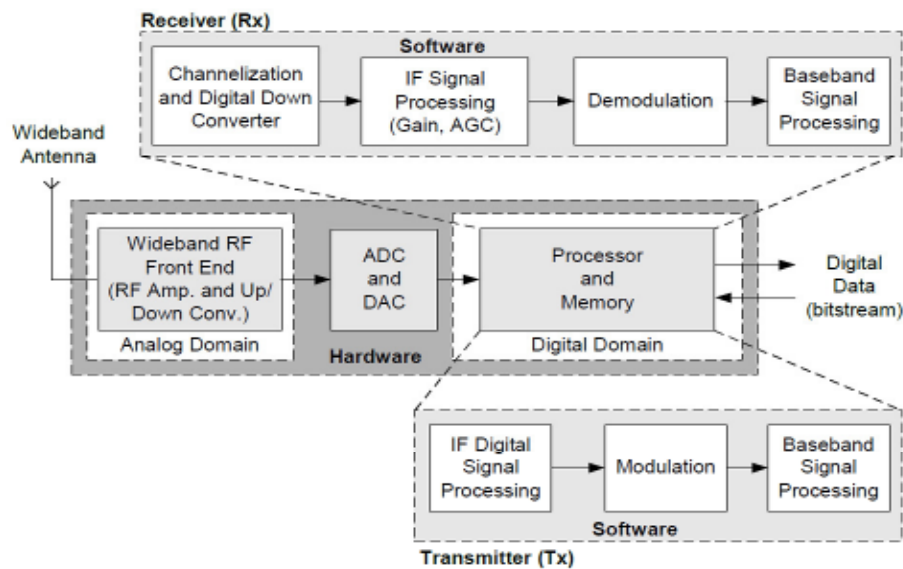 Receiver (Rx)
Software
Channelization
and Digital Down
Converter
IF Signal
Processing
(Gain, AGC)
Demodulation
Baseband
Signal
Processing
Wideband
Antenna
Wideband RF
Front End
(RF Amp. and Up/
Down Conv.)
Analog Domain
ADC
and
DAC
Hardware
Processor
and
Memory
Digital Domain
Digital
Data
(bitstream)
IF Digital
Signal
Processing
Modulation
Baseband
Signal
Processing
Software
Transmitter (Tx)